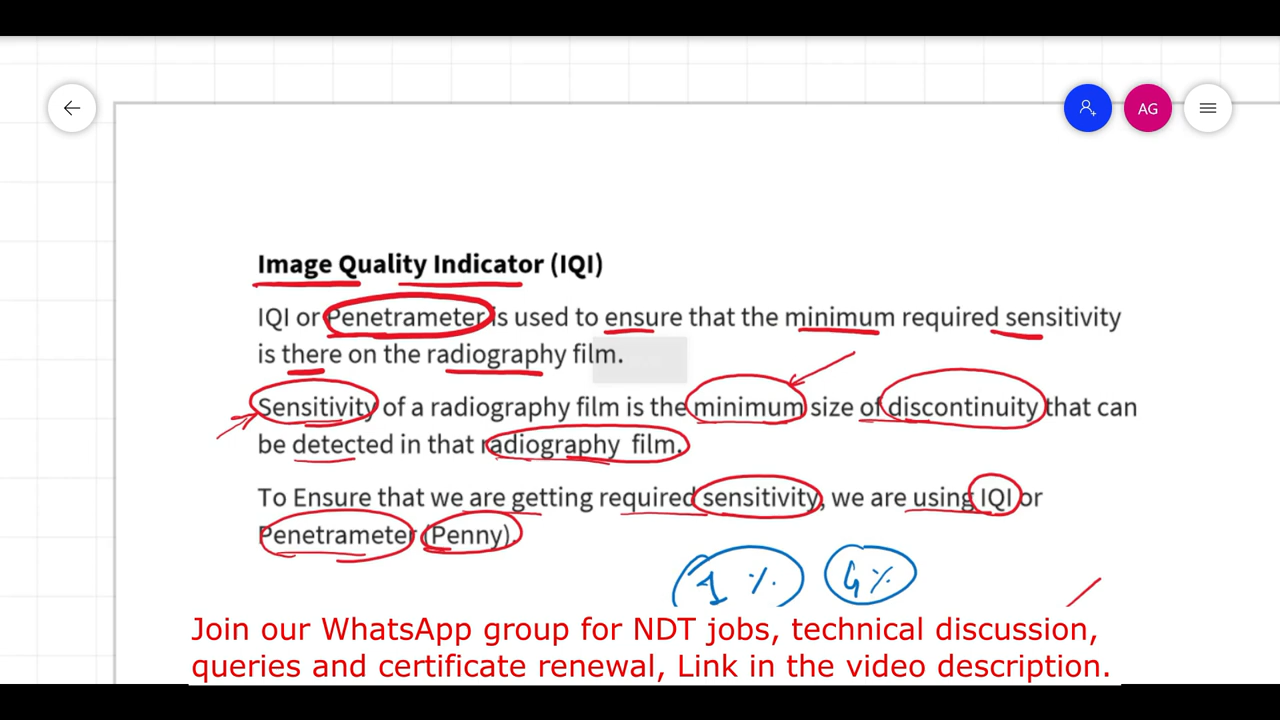 AG
Image Quality Indicator (IQI)
IQI or Penetrameter is used to ensure that the minimum required sensitivity
is there on the radiography film.
Sensitivity of a radiography film is the minimum size of discontinuity that can
be detected in that radiography film.
To Ensure that we are getting required sensitivity, we are using IQI or
Penetrameter (Penny).
1 % 4 %
Join our WhatsApp group for NDT jobs, technical discussion,
queries and certificate renewal, Link in the video description.